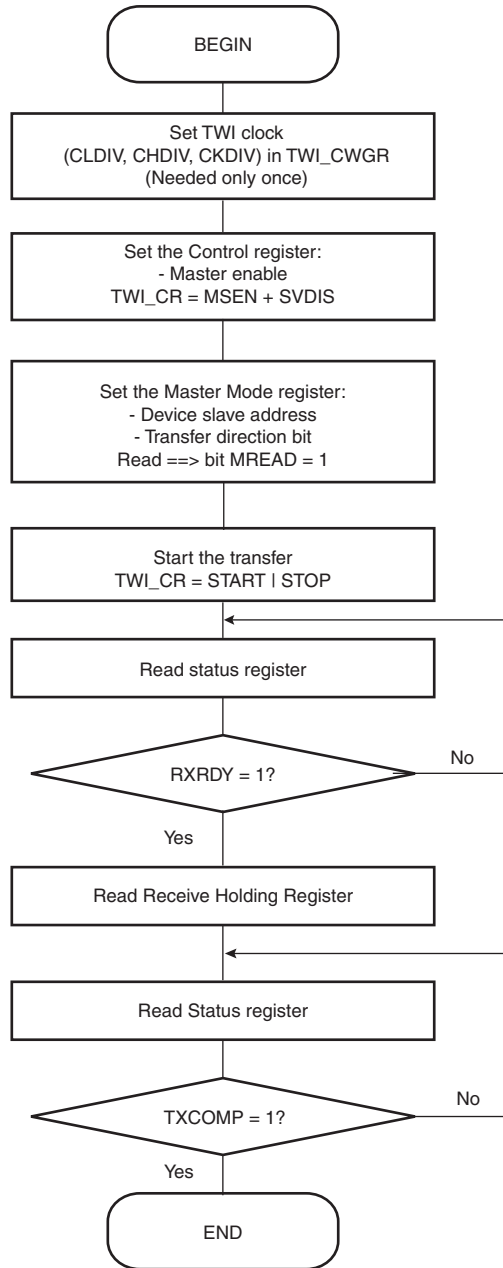 BEGIN
Set TWI clock
(CLDIV, CHDIV, CKDIV) in TWI_CWGR
(Needed only once)
Set the Control register:
- Master enable
TWI_CR = MSEN + SVDIS
Set the Master Mode register:
- Device slave address
- Transfer direction bit
Read ==> bit MREAD = 1
Start the transfer
TWI_CR = START | STOP
Read status register
RXRDY = 1?
No
Yes
Read Receive Holding Register
Read Status register
TXCOMP = 1?
No
Yes
END